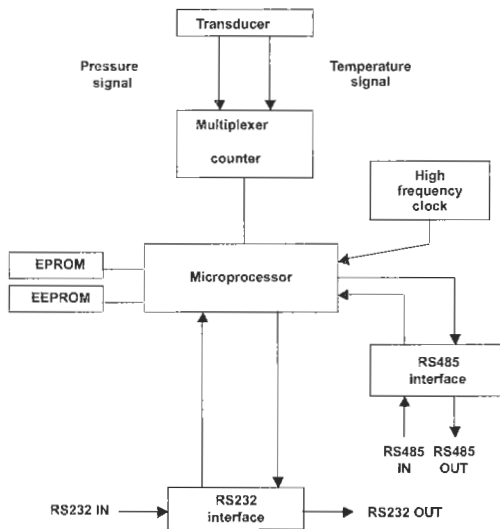 Transducer
Pressure
signal
Temperature
signal
Multiplexer
counter
High
frequency
clock
EPROM
EEPROM
Microprocessor
RS485
interface
RS485
IN
RS485
OUT
RS232 IN
RS232
interface
RS232 OUT